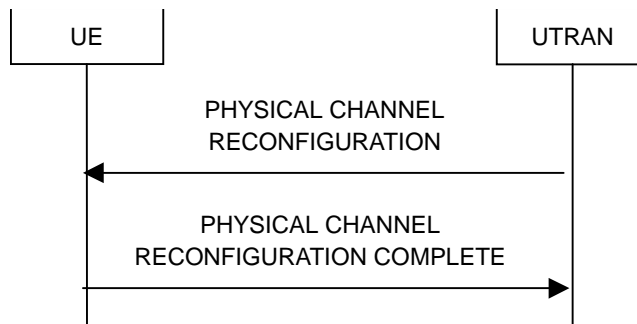 UE
UTRAN
PHYSICAL CHANNEL
RECONFIGURATION
PHYSICAL CHANNEL
RECONFIGURATION COMPLETE